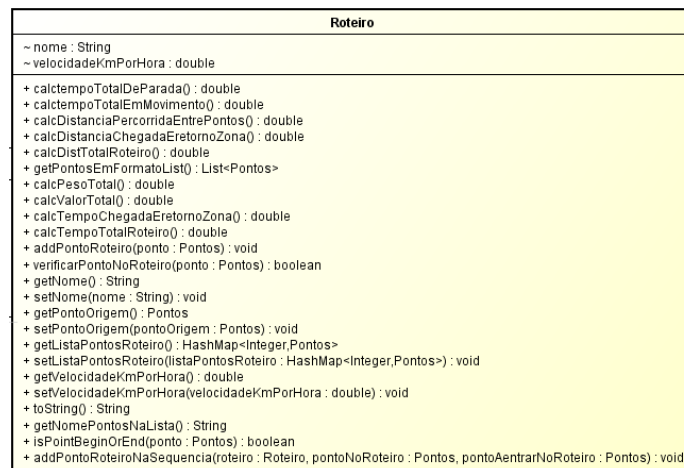 Roteiro
~ nome : String
~ velocidadeKmPorHora : double
+ calctempoTotalDeParada() : double
+ calctempoTotalEmMovimento() : double
+ calcDistanciaPercorridaEntrePontos() : double
+ calcDistanciaChegadaEretornoZona() : double
+ calcDistTotalRoteiro() : double
+ getPontosEmFormatoList() : List<Pontos>
+ calcPesoTotal() : double
+ calcValorTotal() : double
+ calcTempoChegadaEretornoZona() : double
+ calcTempoTotalRoteiro() : double
+ addPontoRoteiro(ponto : Pontos) : void
+ verificarPontoNoRoteiro(ponto : Pontos) : boolean
+ getNome() : String
+ setNome(nome : String) : void
+ getPontoOrigem() : Pontos
+ setPontoOrigem(pontoOrigem : Pontos) : void
+ getListaPontosRoteiro() : HashMap<Integer,Pontos>
+ setListaPontosRoteiro(listaPontosRoteiro : HashMap<Integer,Pontos>) : void
+ getVelocidadeKmPorHora() : double
+ setVelocidadeKmPorHora(velocidadeKmPorHora : double) : void
+ toString() : String
+ getNomePontosNaLista() : String
+ isPointBeginOrEnd(ponto : Pontos) : boolean
+ addPontoRoteiroNaSequencia(roteiro : Roteiro, pontoNoRoteiro : Pontos, pontoAentrarNoRoteiro : Pontos) : void